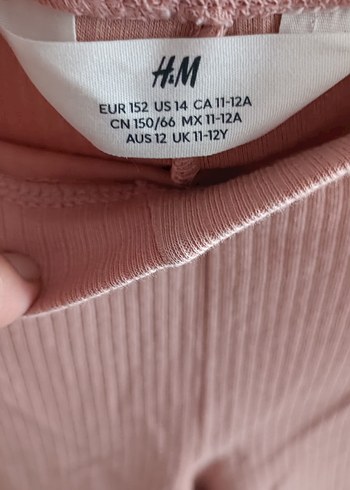 H&M
EUR 152 US 14 CA 11-12A
CN 150/66 MX 11-12A
AUS 12 UK 11-12Y